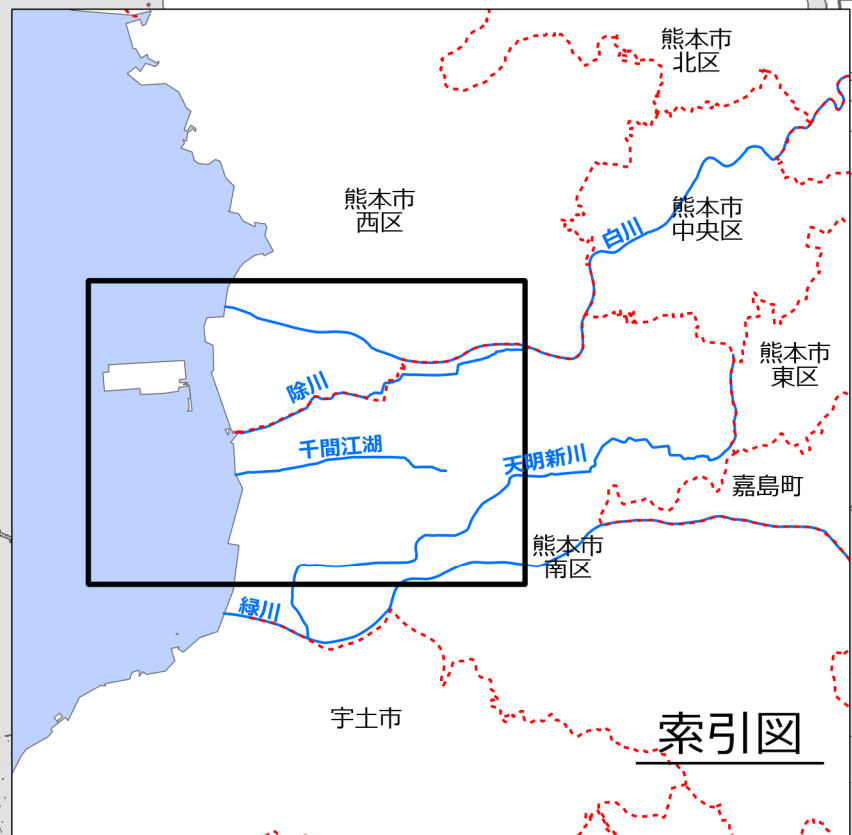 熊本市
北区
熊本市
西区
熊本市
中央区
白川
熊本市
東区
除川
千間江湖
天明新川
嘉島町
熊本市
南区
緑川
宇土市
索引図